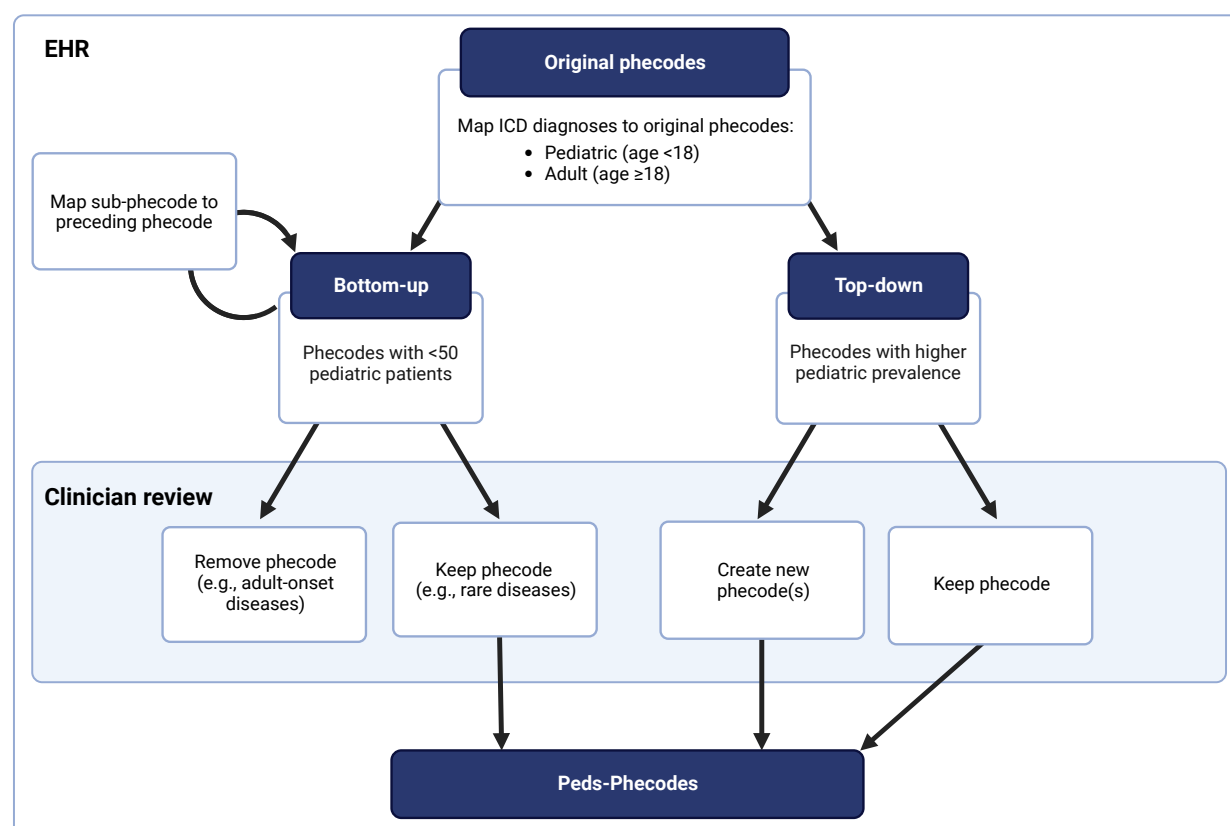 EHR
Original phecodes
Map ICD diagnoses to original phecodes:
• Pediatric (age <18)
• Adult (age ≥18)
Map sub-phecode to
preceding phecode
Bottom-up
Phecodes with <50
pediatric patients
Top-down
Phecodes with higher
pediatric prevalence
Clinician review
Remove phecode
(e.g., adult-onset
diseases)
Keep phecode
(e.g., rare diseases)
Create new
phecode(s)
Keep phecode
Peds-Phecodes